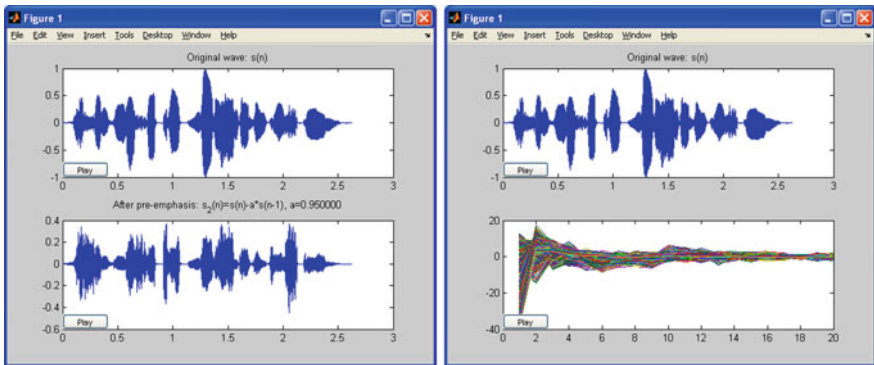 Figure 1
File Edit View Insert Tools Desktop Window Help
Original wave: s(n)
1
0.5
0
-0.5
-1
Play
0 0.5 1 1.5 2 2.5 3
After pre-emphasis: s2(n)=s(n)-a*s(n-1), a=0.950000
0.4
0.2
0
-0.2
-0.4
-0.6
Play
0 0.5 1 1.5 2 2.5 3
Figure 1
File Edit View Insert Tools Desktop Window Help
Original wave: s(n)
1
0.5
0
-0.5
-1
Play
0 0.5 1 1.5 2 2.5 3
20
0
-20
-40
Play
0 2 4 6 8 10 12 14 16 18 20